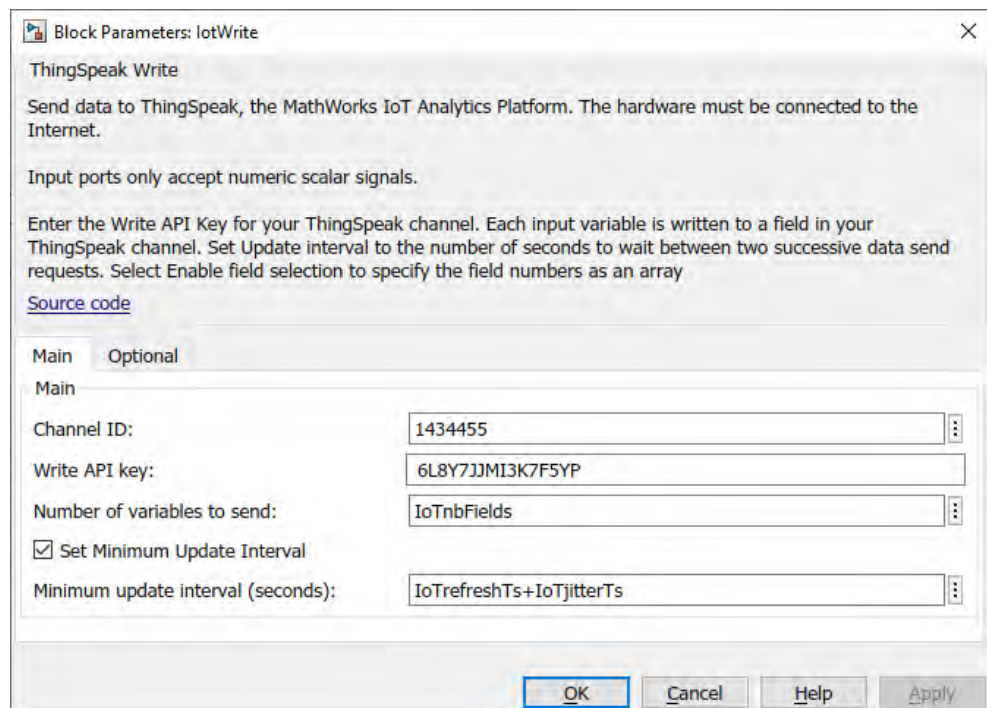 Block Parameters: IotWrite
ThingSpeak Write
Send data to ThingSpeak, the MathWorks IoT Analytics Platform. The hardware must be connected to the
Internet.
Input ports only accept numeric scalar signals.
Enter the Write API Key for your ThingSpeak channel. Each input variable is written to a field in your
ThingSpeak channel. Set Update interval to the number of seconds to wait between two successive data send
requests. Select Enable field selection to specify the field numbers as an array
Source code
Main Optional
Main
Channel ID: 1434455
Write API key: 6L8Y7JJMI3K7F5YP
Number of variables to send: IoTnbFields
Set Minimum Update Interval
Minimum update interval (seconds): IoTrefreshTs+IoTjitterTs
OK Cancel Help Apply